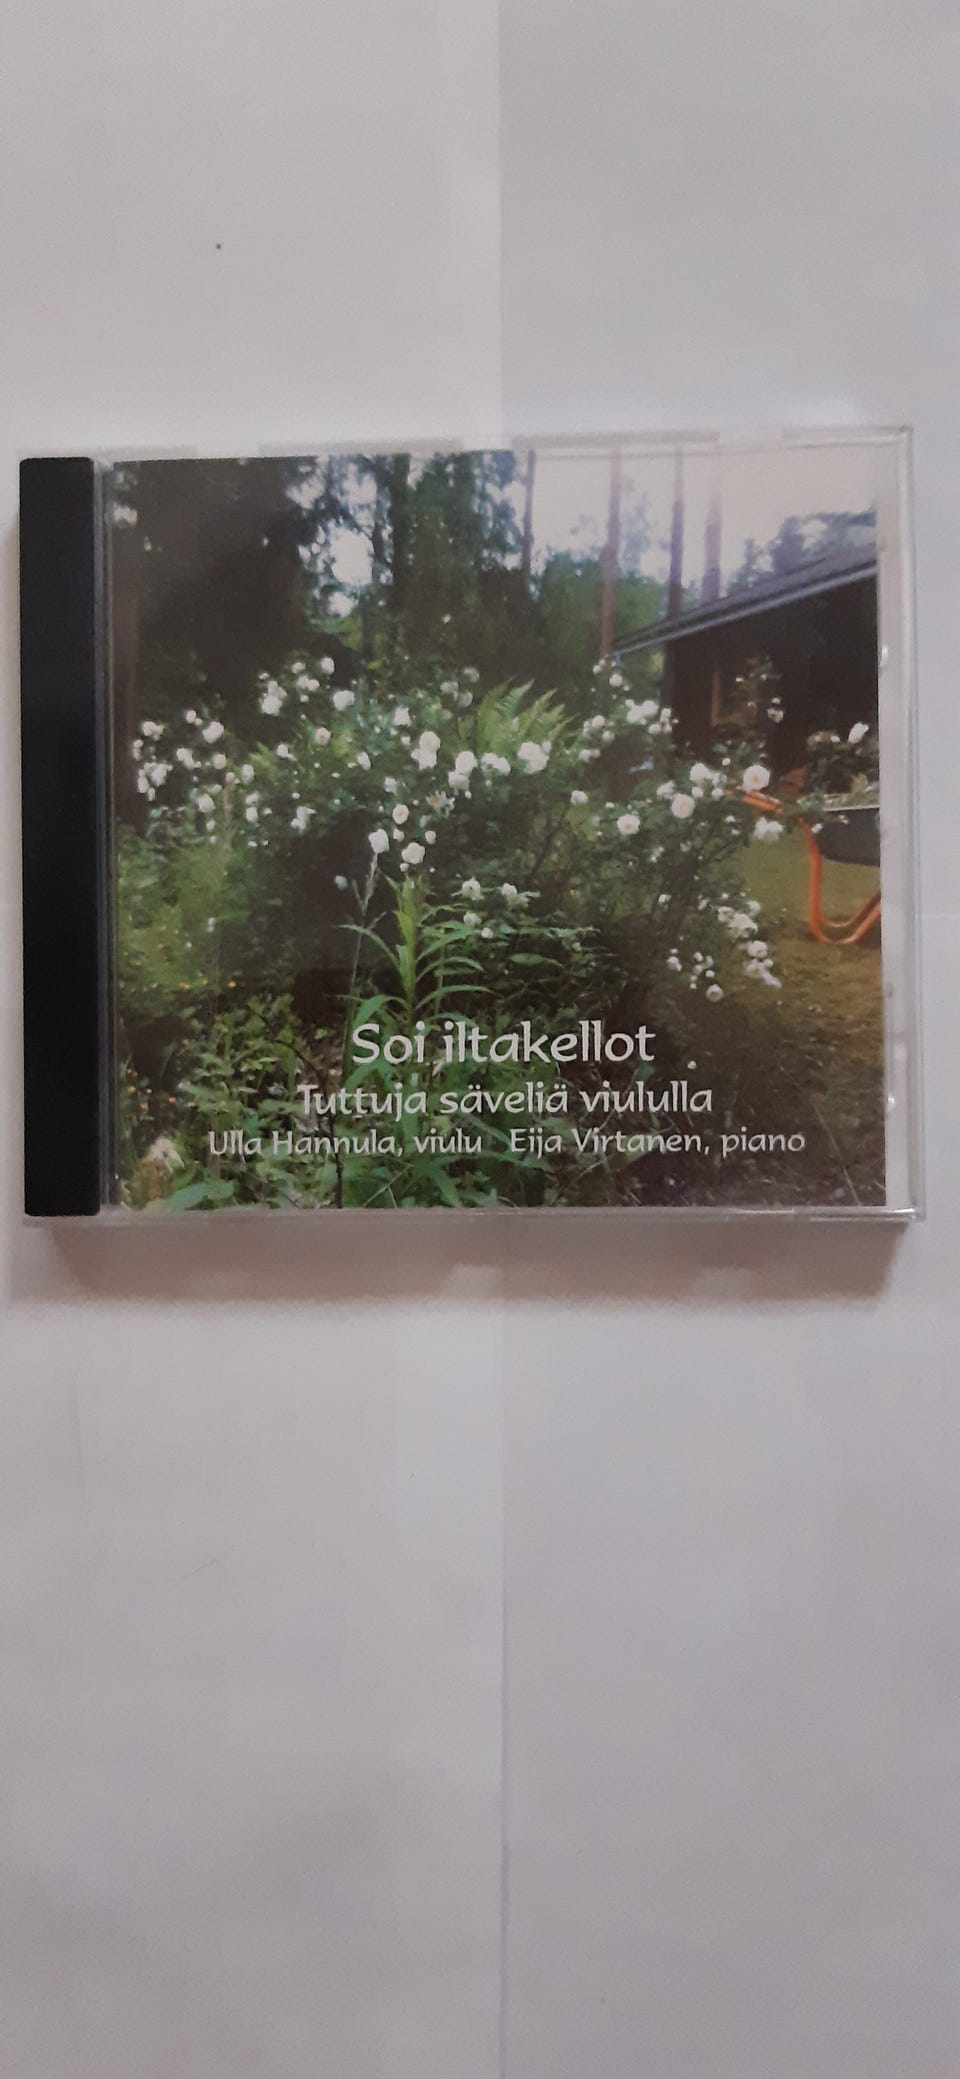 Soi iltakellot
Tuttuja säveliä viululla
Ulla Hannula, viulu Eija Virtanen, piano